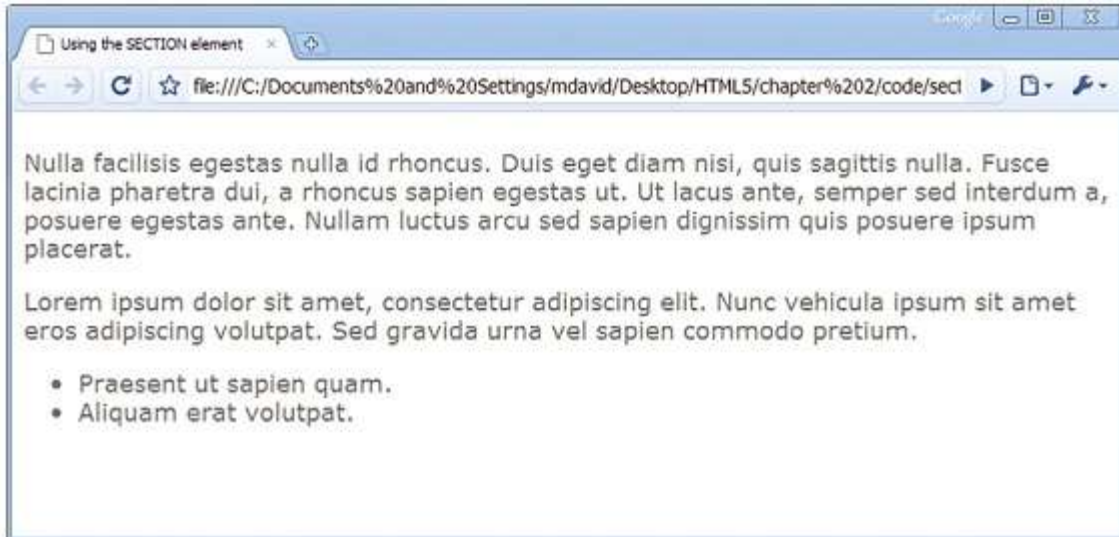 Google
Using the SECTION element
file:///C:/Documents%20and%20Settings/mdavid/Desktop/HTML5/chapter%202/code/sect
Nulla facilisis egestas nulla id rhoncus. Duis eget diam nisi, quis sagittis nulla. Fusce
lacinia pharetra dui, a rhoncus sapien egestas ut. Ut lacus ante, semper sed interdum a,
posuere egestas ante. Nullam luctus arcu sed sapien dignissim quis posuere ipsum
placerat.
Lorem ipsum dolor sit amet, consectetur adipiscing elit. Nunc vehicula ipsum sit amet
eros adipiscing volutpat. Sed gravida urna vel sapien commodo pretium.
• Praesent ut sapien quam.
• Aliquam erat volutpat.